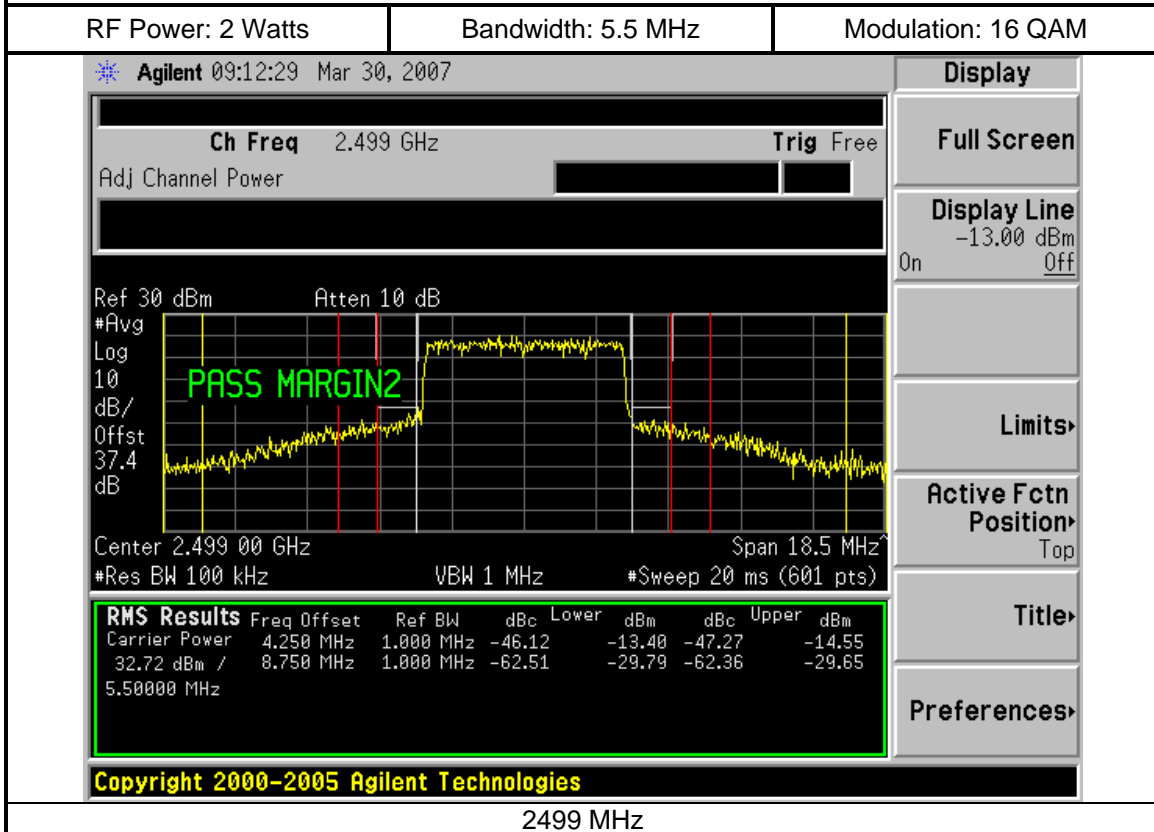 RF Power: 2 Watts Bandwidth: 5.5 MHz Modulation: 16 QAM
Agilent 09:12:29 Mar 30, 2007
Display
Ch Freq 2.499 GHz Trig Free
Adj Channel Power
Full Screen
Display Line
-13.00 dBm
On Off
Ref 30 dBm Atten 10 dB
#Avg
Log
10
dB/
Offst
37.4
dB
PASS MARGIN2
Limits
Active Fctn
Position
Top
Center 2.499 00 GHz Span 18.5 MHz^
#Res BW 100 kHz VBW 1 MHz #Sweep 20 ms (601 pts)
RMS Results Freq Offset Ref BW dBc Lower dBm dBc Upper dBm
Carrier Power 4.250 MHz 1.000 MHz -46.12 -13.40 -47.27 -14.55
32.72 dBm / 8.750 MHz 1.000 MHz -62.51 -29.79 -62.36 -29.65
5.50000 MHz
Title
Preferences
Copyright 2000-2005 Agilent Technologies
2499 MHz